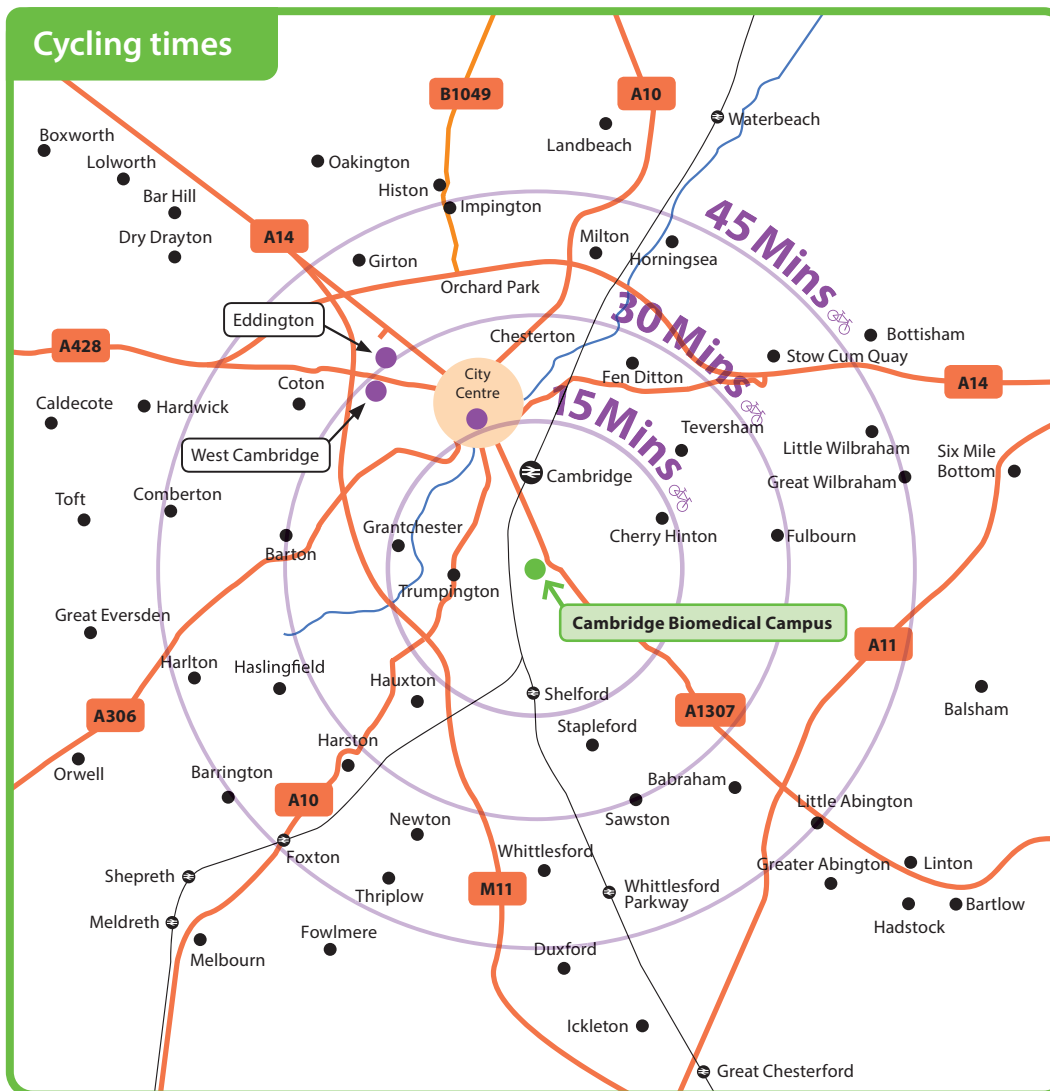 Cycling times
B1049
A10
Waterbeach
Landbeach
Boxworth
Lolworth
Oakington
Bar Hill
Histon
Impington
Dry Drayton
A14
Girton
Milton
Horningsea
45 Mins
Orchard Park
Eddington
30 Mins
Chesterton
Bottisham
A428
Stow Cum Quay
City
Centre
Fen Ditton
A14
Coton
Caldecote
Hardwick
15 Mins
Teversham
Little Wilbraham
West Cambridge
Six Mile
Bottom
Cambridge
Great Wilbraham
Comberton
Toft
Grantchester
Cherry Hinton
Fulbourn
Barton
Trumpington
Great Eversden
Cambridge Biomedical Campus
A11
Harlton
Haslingfield
Hauxton
Shelford
A306
A1307
Balsham
Stapleford
Harston
Orwell
Barrington
Babraham
A10
Little Abington
Newton
Sawston
Foxton
Whittlesford
Greater Abington
Linton
Shepreth
Thriplow
M11
Whittlesford
Parkway
Bartlow
Hadstock
Meldreth
Fowlmere
Melbourn
Duxford
Ickleton
Great Chesterford